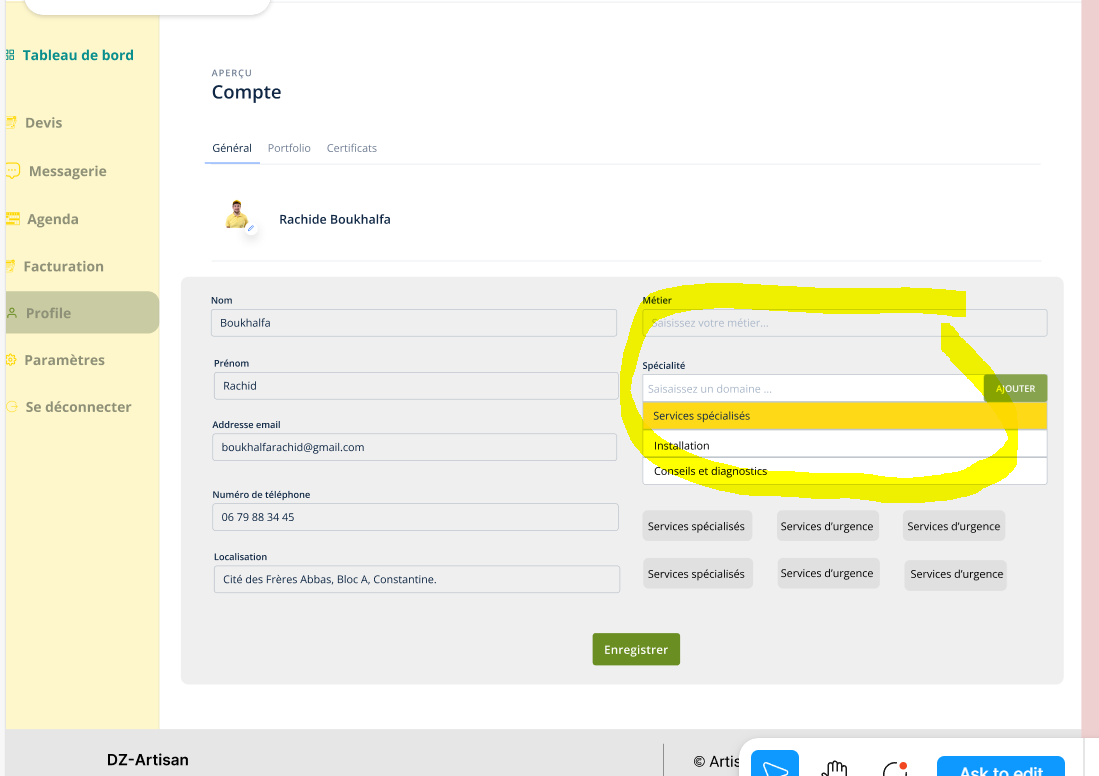 Tableau de bord
Devis
Messagerie
Agenda
Facturation
Profile
Paramètres
Se déconnecter
APERÇU
Compte
Général Portfolio Certificats
Rachide Boukhalfa
Nom
Boukhalfa
Prénom
Rachid
Addresse email
boukhalfarachid@gmail.com
Numéro de téléphone
06 79 88 34 45
Localisation
Cité des Frères Abbas, Bloc A, Constantine.
Métier
Saisissez votre métier...
Spécialité
Saisaissez un domaine ...
AJOUTER
Services spécialisés
Installation
Conseils et diagnostics
Services spécialisés Services d'urgence Services d'urgence
Services spécialisés Services d'urgence Services d'urgence
Enregistrer
DZ-Artisan
© Artis
Ask to edit